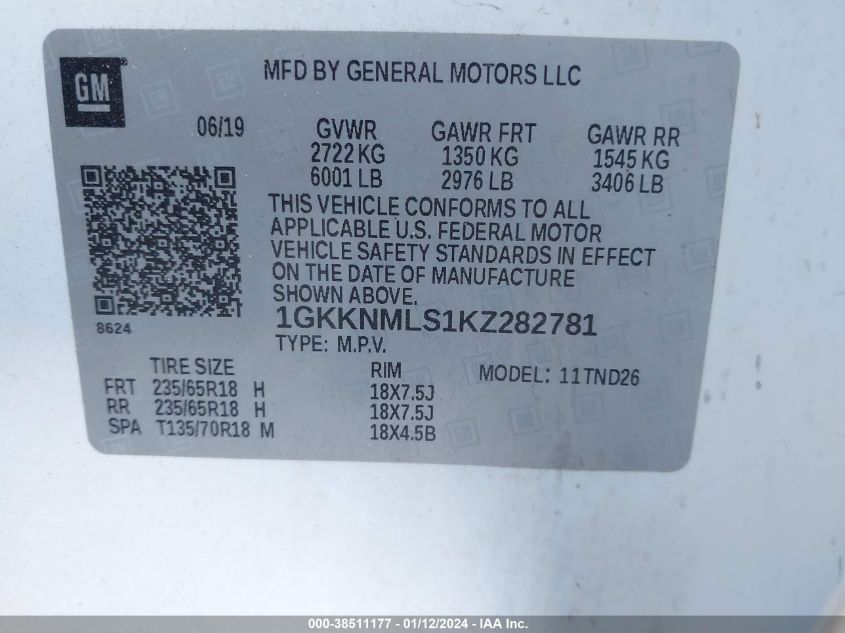 GM
MFD BY GENERAL MOTORS LLC
06/19 GVWR GAWR FRT GAWR RR
2722 KG 1350 KG 1545 KG
6001 LB 2976 LB 3406 LB
THIS VEHICLE CONFORMS TO ALL
APPLICABLE U.S. FEDERAL MOTOR
VEHICLE SAFETY STANDARDS IN EFFECT
ON THE DATE OF MANUFACTURE
SHOWN ABOVE.
8624
1GKKNMLS1KZ282781
TYPE: M.P.V.
TIRE SIZE RIM MODEL: 11TND26
FRT 235/65R18 H 18X7.5J
RR 235/65R18 H 18X7.5J
SPA T135/70R18 M 18X4.5B
000-38511177 - 01/12/2024 - IAA Inc.